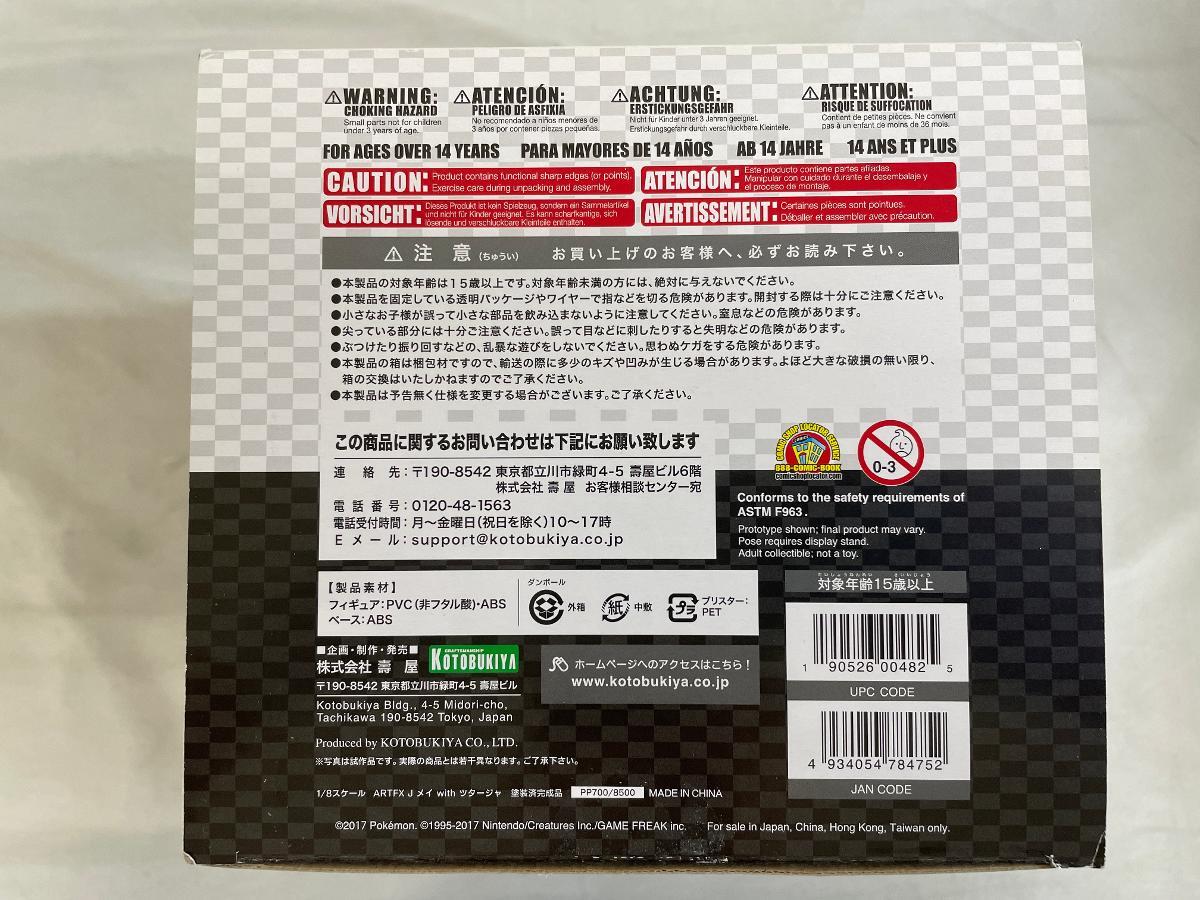 ⚠WARNING:
CHOKING HAZARD
Small parts not for children
under 3 years of age.
⚠ATENCIÓN:
PELIGRO DE ASFIXIA
No recomendado a niños menores de
3 años por contener piezas pequeñas.
⚠ACHTUNG:
ERSTICKUNGSGEFAHR
Nicht für Kinder unter 3 Jahren geeignet.
Erstickungsgefahr durch verschluckbare Kleinteile.
⚠ATTENTION:
RISQUE DE SUFFOCATION
Contient de petites pièces. Ne convient
pas à un enfant de moins de 36 mois.
FOR AGES OVER 14 YEARS PARA MAYORES DE 14 AÑOS AB 14 JAHRE 14 ANS ET PLUS
CAUTION: Product contains functional sharp edges (or points).
Exercise care during unpacking and assembly.
ATENCIÓN: Este producto contiene partes afiladas.
Manipular con cuidado durante el desembalaje y
el proceso de montaje.
VORSICHT: Dieses Produkt ist kein Spielzeug, sondern ein Sammelartikel
und nicht für Kinder geeignet. Es kann scharfkantige, sich
lösende und verschluckbare Kleinteile enthalten.
AVERTISSEMENT: Certaines pièces sont pointues.
Déballer et assembler avec précaution.
⚠ 注 意 (ちゅうい) お買い上げのお客様へ、必ずお読み下さい。
●本製品の対象年齢は15歳以上です。対象年齢未満の方には、絶対に与えないでください。
●本製品を固定している透明パッケージやワイヤーで指などを切る危険があります。開封する際は十分にご注意ください。
●小さなお子様が誤って小さな部品を飲み込まないように注意してください。窒息などの危険があります。
●尖っている部分には十分ご注意ください。誤って目などに刺したりすると失明などの危険があります。
●ぶつけたり振り回すなどの、乱暴な遊びをしないでください。思わぬケガをする危険があります。
●本製品の箱は梱包材ですので、輸送の際に多少のキズや凹みが生じる場合があります。よほど大きな破損の無い限り、
箱の交換はいたしかねますのでご了承ください。
●本製品は予告無く仕様を変更する場合がございます。ご了承ください。
この商品に関するお問い合わせは下記にお願い致します
連 絡 先:〒190-8542 東京都立川市緑町4-5 壽屋ビル6階
株式会社 壽 屋 お客様相談センター宛
電 話 番 号:0120-48-1563
電話受付時間:月〜金曜日(祝日を除く)10〜17時
E メ ー ル:support@kotobukiya.co.jp
COMIC SHOP LOCATOR SERVICE
888-COMIC-BOOK
comicshoplocator.com
0-3
Conforms to the safety requirements of
ASTM F963.
Prototype shown; final product may vary.
Pose requires display stand.
Adult collectible; not a toy.
【製品素材】
フィギュア:PVC(非フタル酸)・ABS
ベース:ABS
ダンボール
外箱
紙 中敷
プラ ブリスター:
PET
たいしょうねんれい さいいじょう
対象年齢15歳以上
1 90526 00482 5
UPC CODE
4 934054 784752
JAN CODE
■企画・制作・発売■
株式会社 壽 屋
CRAFTSMANSHIP
KOTOBUKIYA
〒190-8542 東京都立川市緑町4-5 壽屋ビル
Kotobukiya Bldg., 4-5 Midori-cho,
Tachikawa 190-8542 Tokyo, Japan
ホームページへのアクセスはこちら!
www.kotobukiya.co.jp
Produced by KOTOBUKIYA CO., LTD.
※写真は試作品です。実際の商品とは若干異なります。ご了承下さい。
1/8スケール ARTFX J メイ with ツタージャ 塗装済完成品 PP700/8500 MADE IN CHINA
©2017 Pokémon. ©1995-2017 Nintendo/Creatures Inc./GAME FREAK inc. For sale in Japan, China, Hong Kong, Taiwan only.